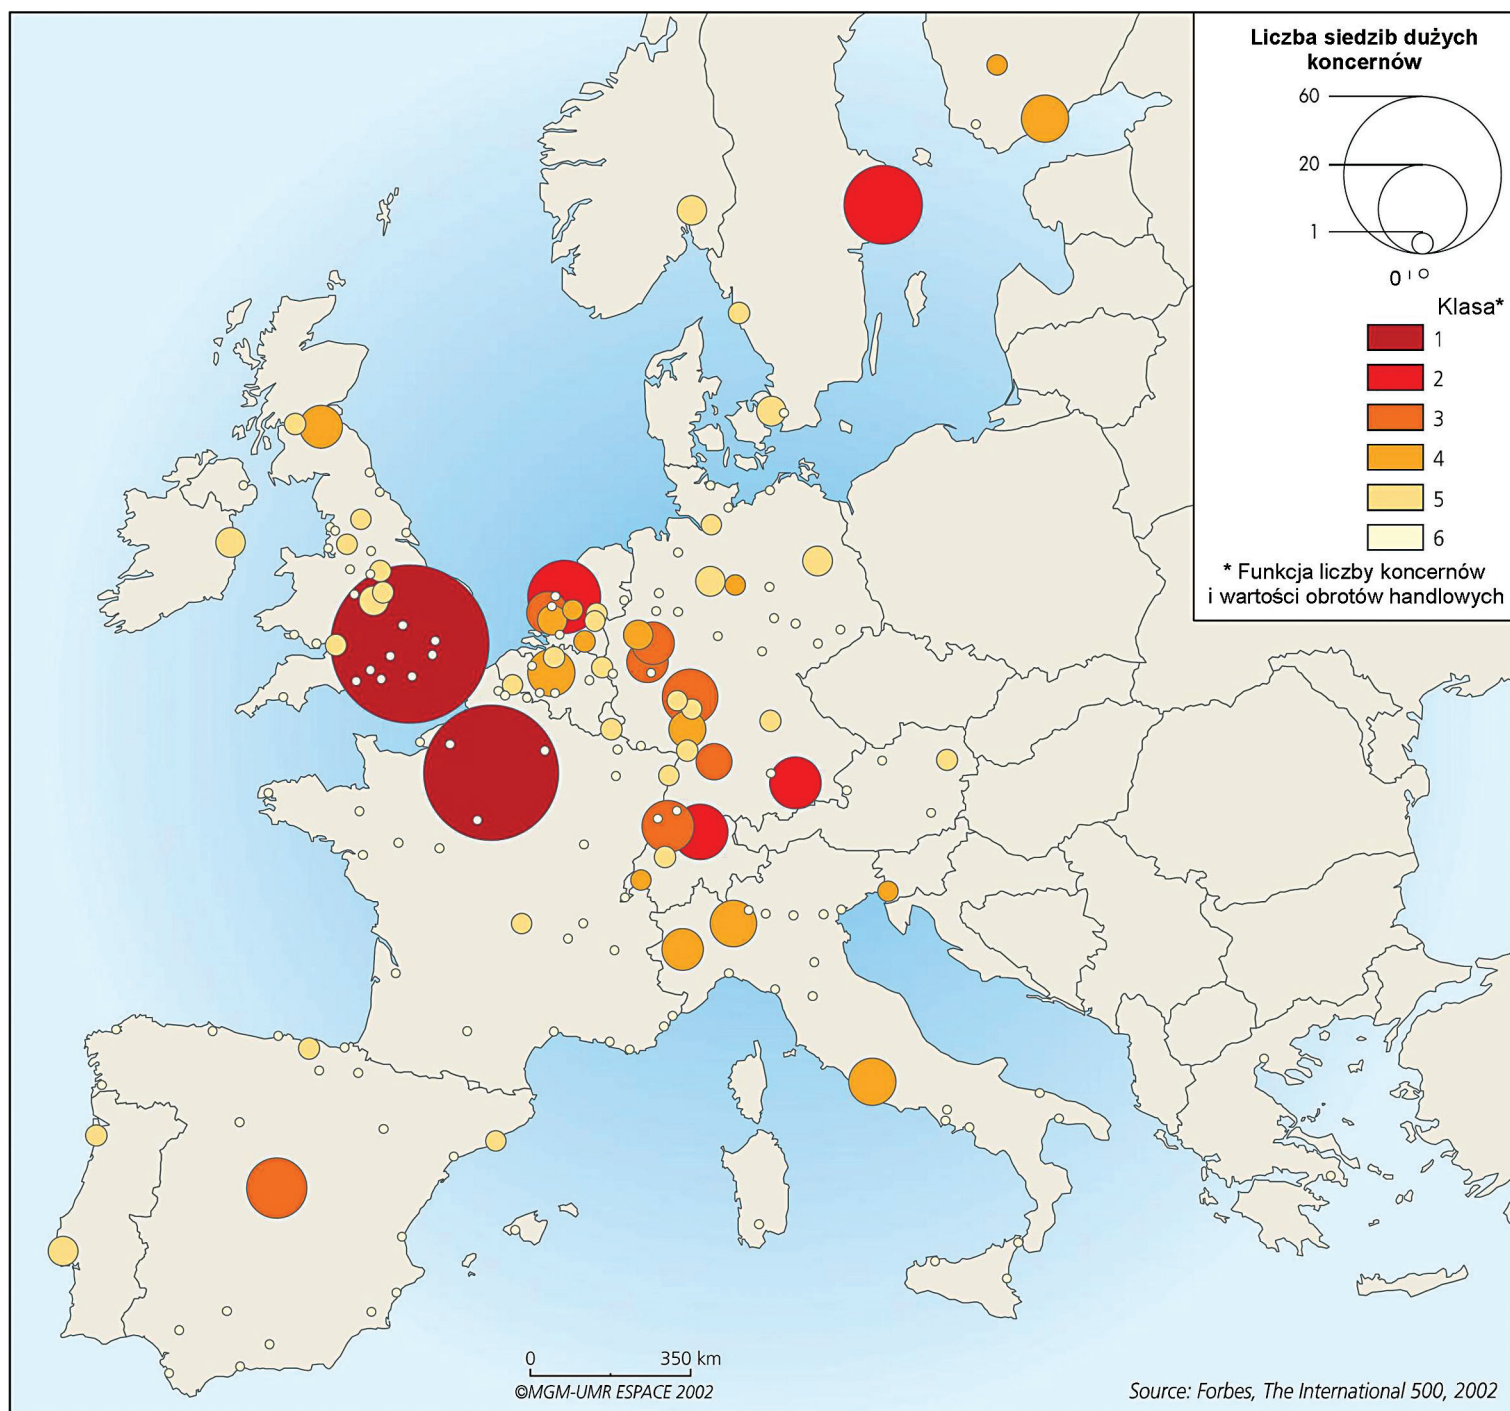 Liczba siedzib dużych
koncernów
60
20
1
0
Klasa*
1
2
3
4
5
6
* Funkcja liczby koncernów
i wartości obrotów handlowych
0 350 km
©MGM-UMR ESPACE 2002
Source: Forbes, The International 500, 2002